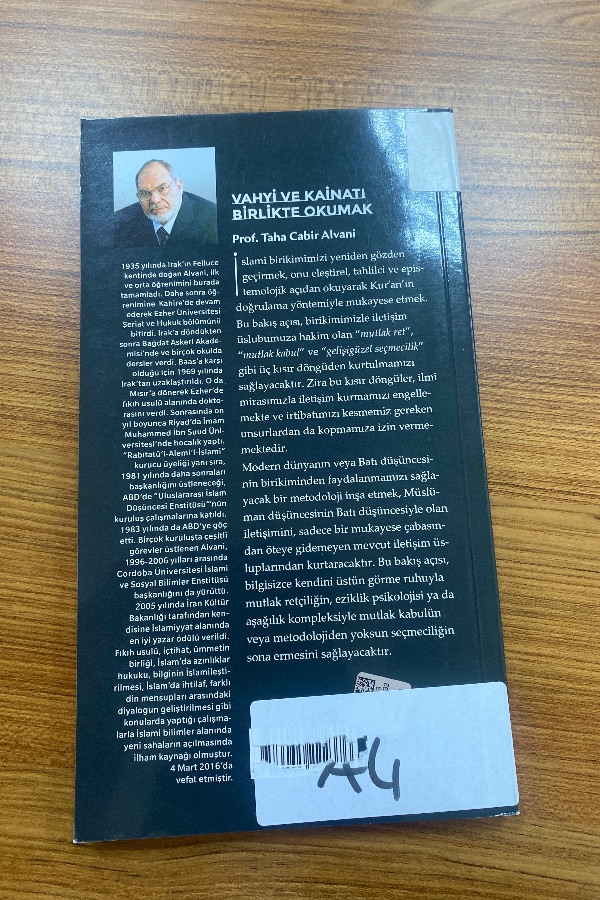 VAHYİ VE KAİNATI
BİRLİKTE OKUMAK
Prof. Taha Cabir Alvani
islami birikimimizi yeniden gözden
geçirmek, onu eleştirel, tahlilci ve epis-
temolojik açıdan okuyarak Kur'an'ın
doğrulama yöntemiyle mukayese etmek.
Bu bakış açısı, birikimimizle iletişim
üslubumuza hakim olan "mutlak ret",
"mutlak kabul" ve "gelişigüzel seçmecilik"
gibi üç kısır döngüden kurtulmamızı
sağlayacaktır. Zira bu kısır döngüler, ilmi
mirasımızla iletişim kurmamızı engelle-
mekte ve irtibatımızı kesmemiz gereken
unsurlardan da kopmamıza izin verme-
mektedir.
Modern dünyanın veya Batı düşüncesi-
nin birikiminden faydalanmamızı sağla-
yacak bir metodoloji inşa etmek, Müslü-
man düşüncesinin Batı düşüncesiyle olan
iletişimini, sadece bir mukayese çabasın-
dan öteye gidemeyen mevcut iletişim üs-
luplarından kurtaracaktır. Bu bakış açısı,
bilgisizce kendini üstün görme ruhuyla
mutlak retçiliğin, eziklik psikolojisi ya da
aşağılık kompleksiyle mutlak kabulün
veya metodolojiden yoksun seçmeciliğin
sona ermesini sağlayacaktır.
1935 yılında Irak'ın Felluce
kentinde doğan Alvani, ilk
ve orta öğrenimini burada
tamamladı. Daha sonra öğ-
renimine Kahire'de devam
ederek Ezher Üniversitesi
Şeriat ve Hukuk bölümünü
bitirdi. Irak'a döndükten
sonra Bağdat Askeri Akade-
misi'nde ve birçok okulda
dersler verdi. Baas'a karşı
olduğu için 1969 yılında
Irak'tan uzaklaştırıldı. O da
Mısır'a dönerek Ezher'de
fıkıh usulü alanında dokto-
rasını verdi. Sonrasında on
yıl boyunca Riyad'da İmam
Muhammed İbn Suud Üni-
versitesi'nde hocalık yaptı.
"Rabitatü'l-Alemi'l-İslami"
kurucu üyeliği yanı sıra,
1981 yılında daha sonraları
başkanlığını üstleneceği,
ABD'de "Uluslararası İslam
Düşüncesi Enstitüsü"nün
kuruluş çalışmalarına katıldı.
1983 yılında da ABD'ye göç
etti. Birçok kuruluşta çeşitli
görevler üstlenen Alvani,
1996-2006 yılları arasında
Cordoba Üniversitesi İslami
ve Sosyal Bilimler Enstitüsü
başkanlığını da yürüttü.
2005 yılında İran Kültür
Bakanlığı tarafından ken-
disine İslamiyyat alanında
en iyi yazar ödülü verildi.
Fıkıh usulü, içtihat, ümmetin
birliği, İslam'da azınlıklar
hukuku, bilginin İslamileşti-
rilmesi, İslam'da ihtilaf, farklı
din mensupları arasındaki
diyalogun geliştirilmesi gibi
konularda yaptığı çalışma-
larla İslami bilimler alanında
yeni sahaların açılmasında
ilham kaynağı olmuştur.
4 Mart 2016'da
vefat etmiştir.
A4